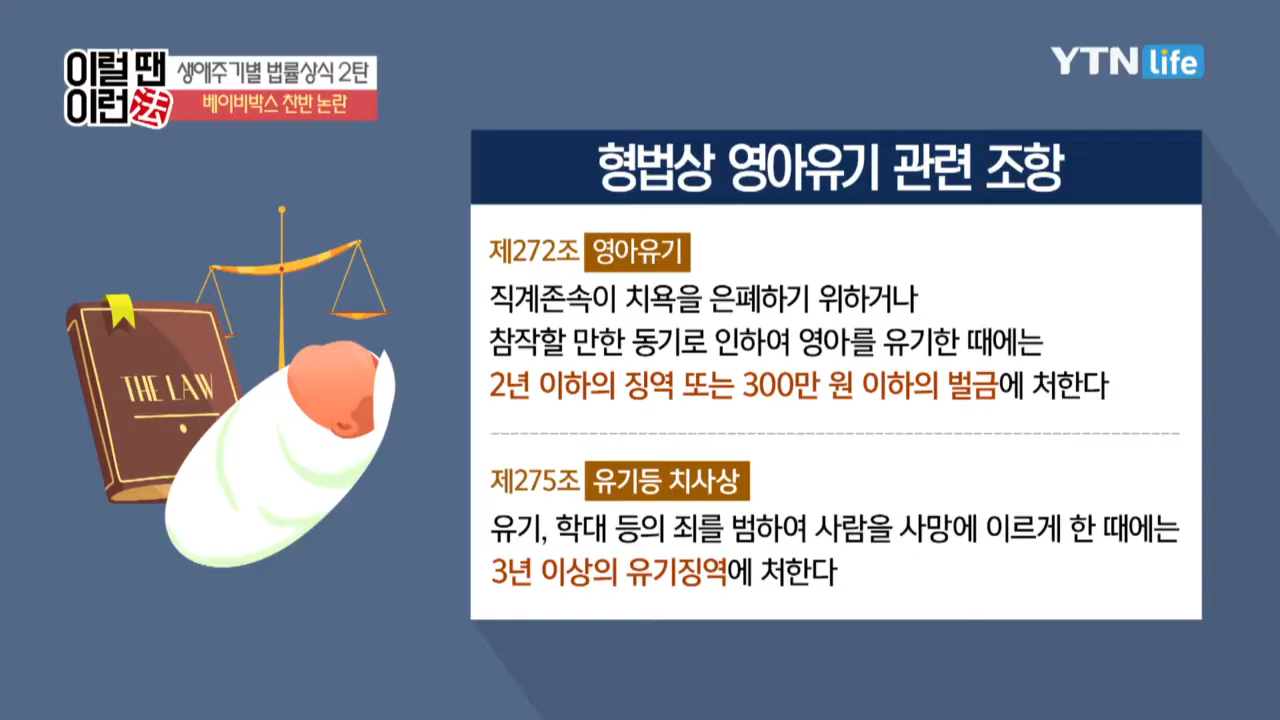 이럴 땐
이런 法
생애주기별 법률상식 2탄
베이비박스 찬반 논란
YTN life
형법상 영아유기 관련 조항
제272조 영아유기
직계존속이 치욕을 은폐하기 위하거나
참작할 만한 동기로 인하여 영아를 유기한 때에는
2년 이하의 징역 또는 300만 원 이하의 벌금에 처한다
제275조 유기등 치사상
유기, 학대 등의 죄를 범하여 사람을 사망에 이르게 한 때에는
3년 이상의 유기징역에 처한다
THE LAW